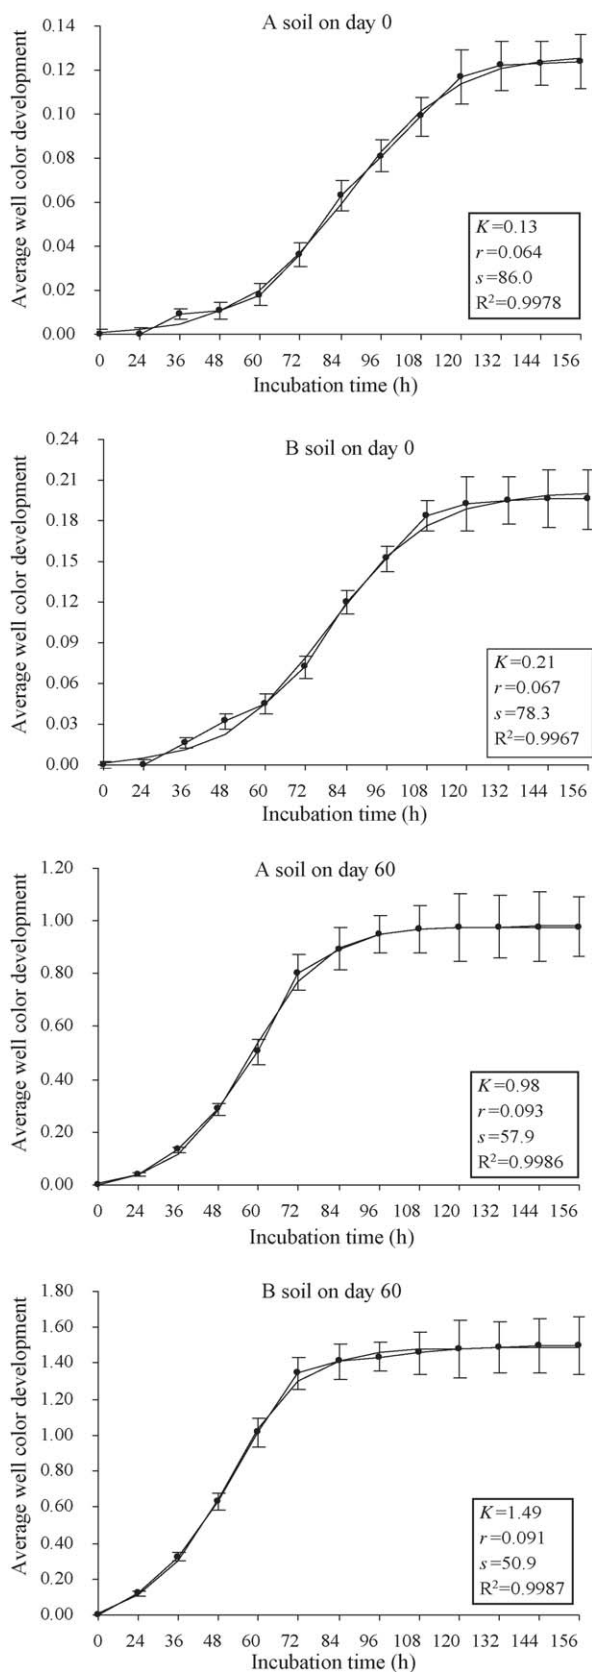 A soil on day 0
Average well color development
0.14
0.12
0.10
0.08
0.06
0.04
0.02
0.00
K=0.13
r=0.064
s=86.0
R²=0.9978
0 24 36 48 60 72 84 96 108 120 132 144 156
Incubation time (h)
B soil on day 0
Average well color development
0.24
0.21
0.18
0.15
0.12
0.09
0.06
0.03
0.00
K=0.21
r=0.067
s=78.3
R²=0.9967
0 24 36 48 60 72 84 96 108 120 132 144 156
Incubation time (h)
A soil on day 60
Average well color development
1.20
1.00
0.80
0.60
0.40
0.20
0.00
K=0.98
r=0.093
s=57.9
R²=0.9986
0 24 36 48 60 72 84 96 108 120 132 144 156
Incubation time (h)
B soil on day 60
Average well color development
1.80
1.60
1.40
1.20
1.00
0.80
0.60
0.40
0.20
0.00
K=1.49
r=0.091
s=50.9
R²=0.9987
0 24 36 48 60 72 84 96 108 120 132 144 156
Incubation time (h)